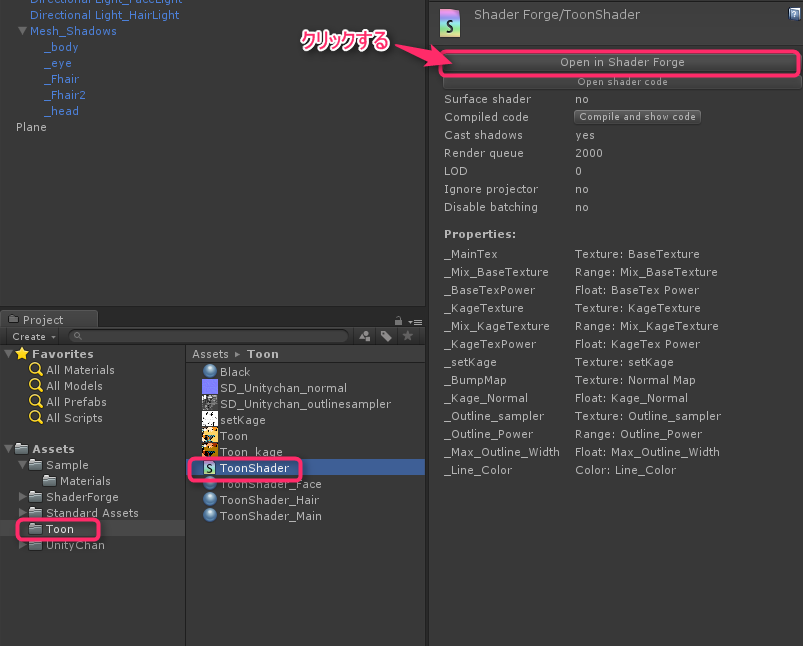 Directional Light_FaceLight
Directional Light_HairLight
Mesh_Shadows
_body
_eye
_Fhair
_Fhair2
_head
Plane
クリックする
Shader Forge/ToonShader
Open in Shader Forge
Open shader code
Surface shader no
Compiled code Compile and show code
Cast shadows yes
Render queue 2000
LOD 0
Ignore projector no
Disable batching no
Properties:
_MainTex Texture: BaseTexture
_Mix_BaseTexture Range: Mix_BaseTexture
_BaseTexPower Float: BaseTex Power
_KageTexture Texture: KageTexture
_Mix_KageTexture Range: Mix_KageTexture
_KageTexPower Float: KageTex Power
_setKage Texture: setKage
_BumpMap Texture: Normal Map
_Kage_Normal Float: Kage_Normal
_Outline_sampler Texture: Outline_sampler
_Outline_Power Range: Outline_Power
_Max_Outline_Width Float: Max_Outline_Width
_Line_Color Color: Line_Color
Project
Create
Favorites
All Materials
All Models
All Prefabs
All Scripts
Assets
Sample
Materials
ShaderForge
Standard Assets
Toon
UnityChan
Assets ▸ Toon
Black
SD_Unitychan_normal
SD_Unitychan_outlinesampler
setKage
Toon
Toon_kage
S ToonShader
ToonShader_Face
ToonShader_Hair
ToonShader_Main